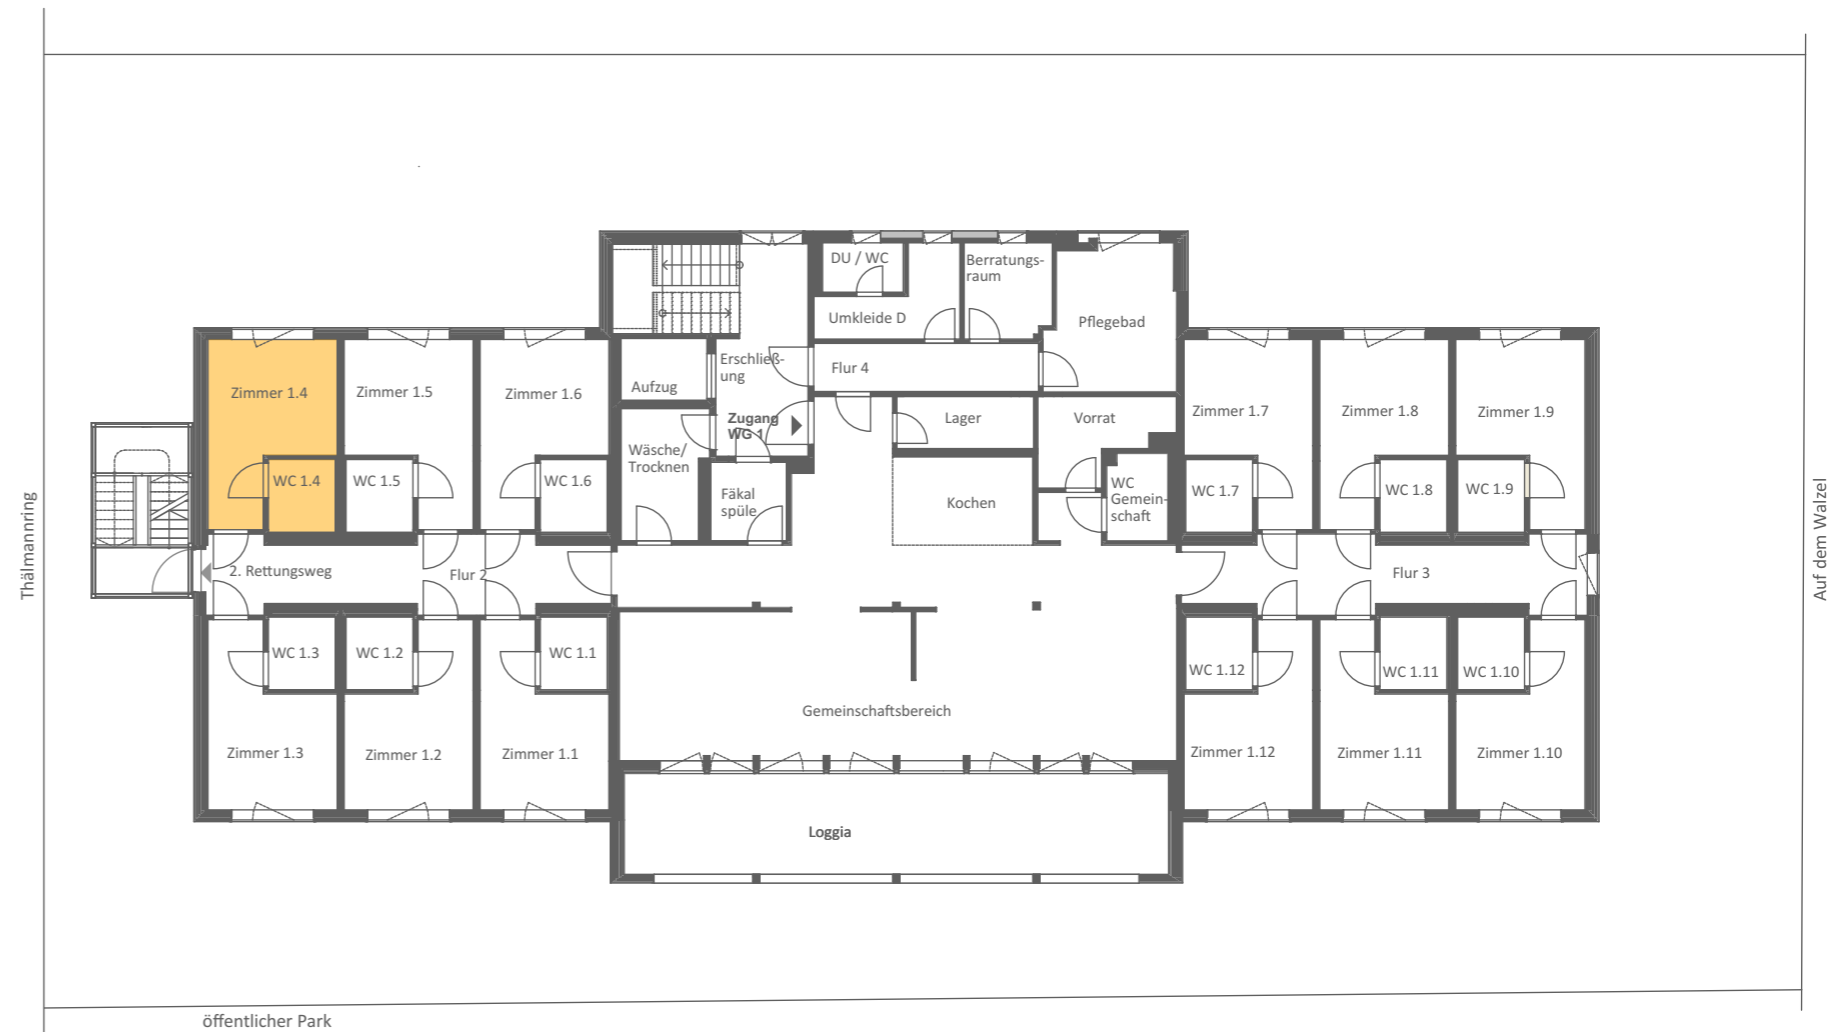 DU / WC
Berratungs-
raum
Umkleide D
Pflegebad
Erschließ-
ung
Flur 4
Aufzug
Zimmer 1.4
Zimmer 1.5
Zimmer 1.6
Zugang
WG 1
Lager
Vorrat
Zimmer 1.7
Zimmer 1.8
Zimmer 1.9
Wäsche/
Trocknen
WC 1.4
WC 1.5
WC 1.6
Fäkal
spüle
Kochen
WC
Gemein-
schaft
WC 1.7
WC 1.8
WC 1.9
Thälmannring
Auf dem Walzel
2. Rettungsweg
Flur 2
Flur 3
WC 1.3
WC 1.2
WC 1.1
WC 1.12
WC 1.11
WC 1.10
Gemeinschaftsbereich
Zimmer 1.3
Zimmer 1.2
Zimmer 1.1
Zimmer 1.12
Zimmer 1.11
Zimmer 1.10
Loggia
öffentlicher Park